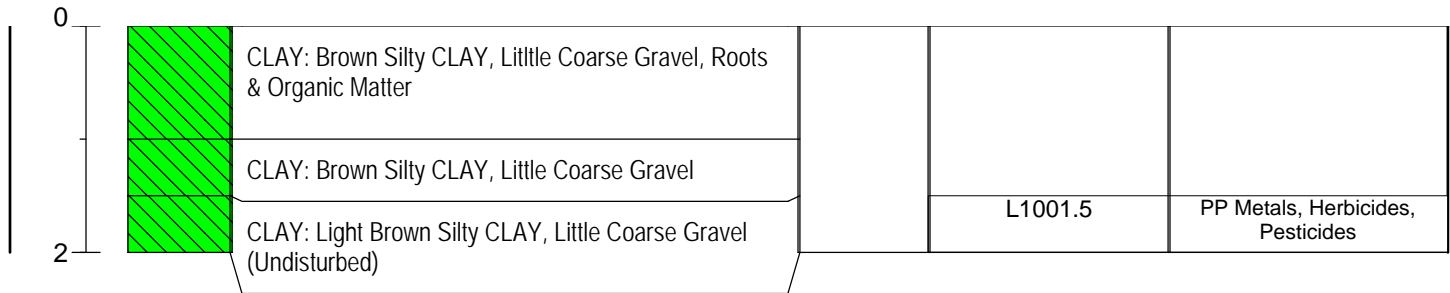 0
CLAY: Brown Silty CLAY, Litltle Coarse Gravel, Roots
& Organic Matter
CLAY: Brown Silty CLAY, Little Coarse Gravel
L1001.5
PP Metals, Herbicides,
Pesticides
CLAY: Light Brown Silty CLAY, Little Coarse Gravel
(Undisturbed)
2